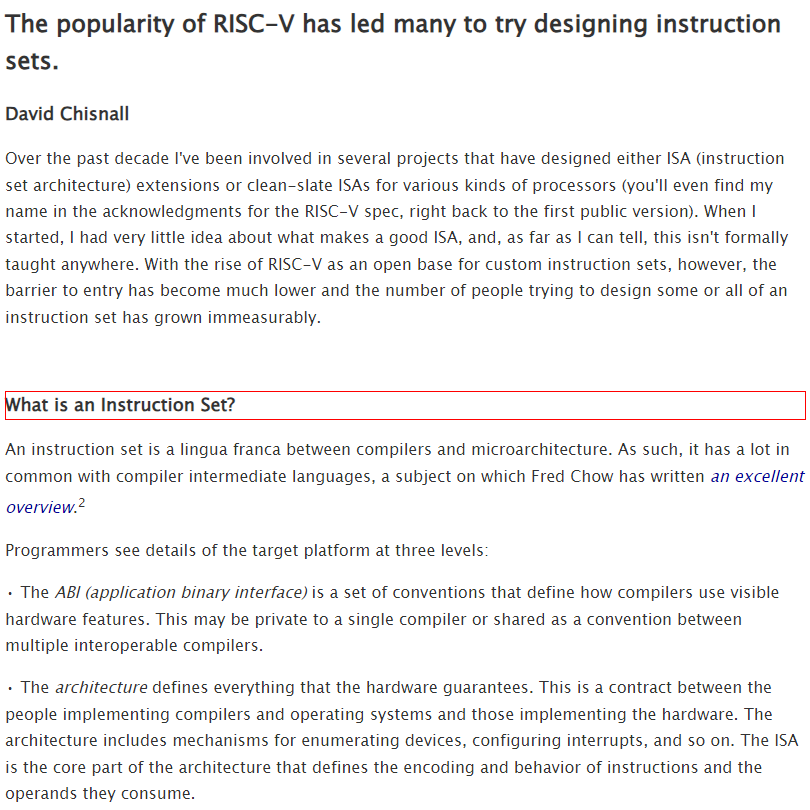 The popularity of RISC-V has led many to try designing instruction
sets.
David Chisnall
Over the past decade I've been involved in several projects that have designed either ISA (instruction
set architecture) extensions or clean-slate ISAs for various kinds of processors (you'll even find my
name in the acknowledgments for the RISC-V spec, right back to the first public version). When I
started, I had very little idea about what makes a good ISA, and, as far as I can tell, this isn't formally
taught anywhere. With the rise of RISC-V as an open base for custom instruction sets, however, the
barrier to entry has become much lower and the number of people trying to design some or all of an
instruction set has grown immeasurably.
What is an Instruction Set?
An instruction set is a lingua franca between compilers and microarchitecture. As such, it has a lot in
common with compiler intermediate languages, a subject on which Fred Chow has written an excellent
overview.2
Programmers see details of the target platform at three levels:
• The ABI (application binary interface) is a set of conventions that define how compilers use visible
hardware features. This may be private to a single compiler or shared as a convention between
multiple interoperable compilers.
• The architecture defines everything that the hardware guarantees. This is a contract between the
people implementing compilers and operating systems and those implementing the hardware. The
architecture includes mechanisms for enumerating devices, configuring interrupts, and so on. The ISA
is the core part of the architecture that defines the encoding and behavior of instructions and the
operands they consume.